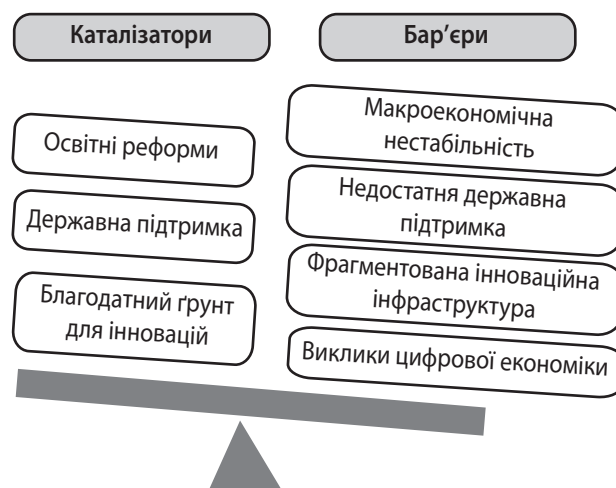 Каталізатори
Бар’єри
Освітні реформи
Державна підтримка
Благодатний ґрунт
для інновацій
Макроекономічна
нестабільність
Недостатня державна
підтримка
Фрагментована інноваційна
інфраструктура
Виклики цифрової економіки